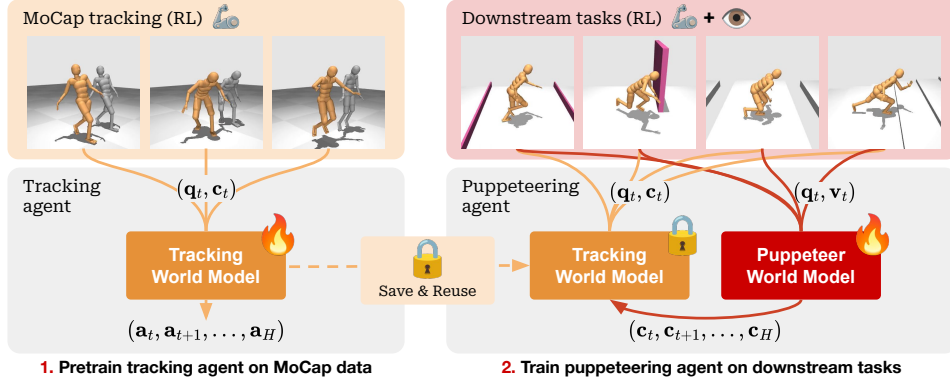 MoCap tracking (RL)
Tracking
agent
(q_t, c_t)
Tracking
World Model
(a_t, a_{t+1}, ..., a_H)
1. Pretrain tracking agent on MoCap data
Save & Reuse
Downstream tasks (RL) +
Puppeteering
agent
(q_t, c_t)
(q_t, v_t)
Tracking
World Model
Puppeteer
World Model
(c_t, c_{t+1}, ..., c_H)
2. Train puppeteering agent on downstream tasks